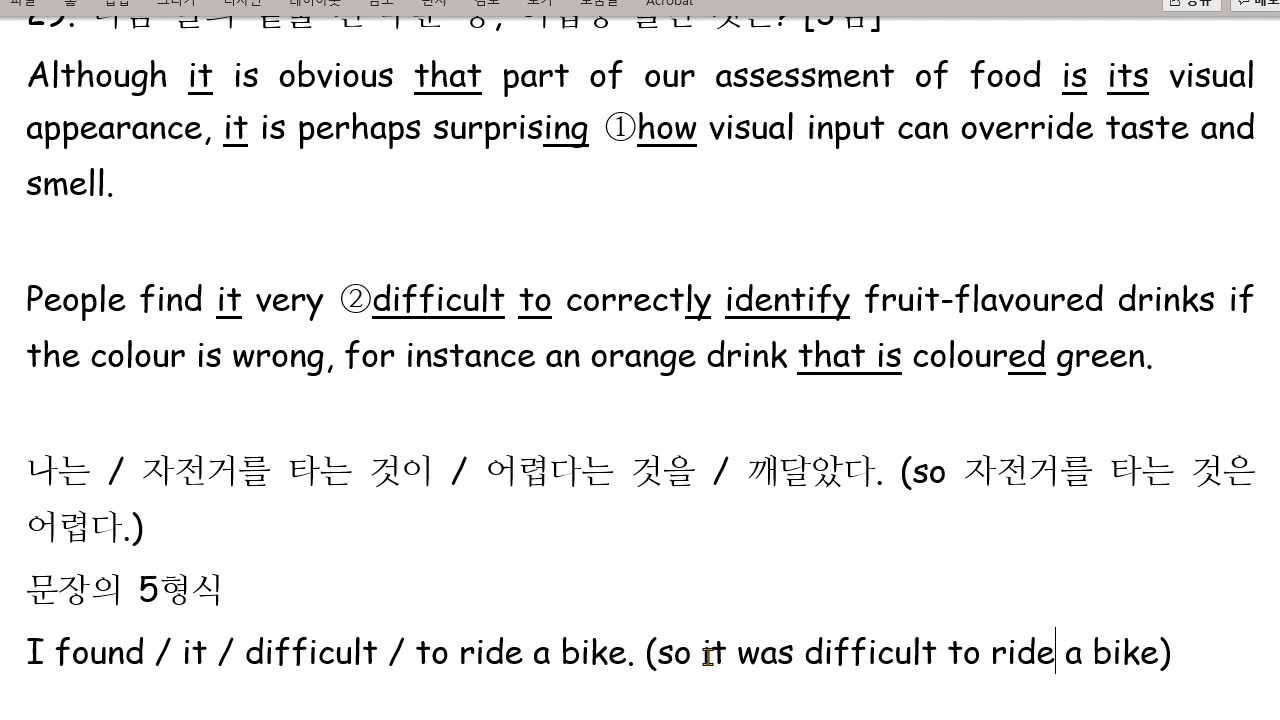 Acrobat
Although it is obvious that part of our assessment of food is its visual
appearance, it is perhaps surprising ①how visual input can override taste and
smell.
People find it very ②difficult to correctly identify fruit-flavoured drinks if
the colour is wrong, for instance an orange drink that is coloured green.
나는 / 자전거를 타는 것이 / 어렵다는 것을 / 깨달았다. (so 자전거를 타는 것은
어렵다.)
문장의 5형식
I found / it / difficult / to ride a bike. (so it was difficult to ride a bike)